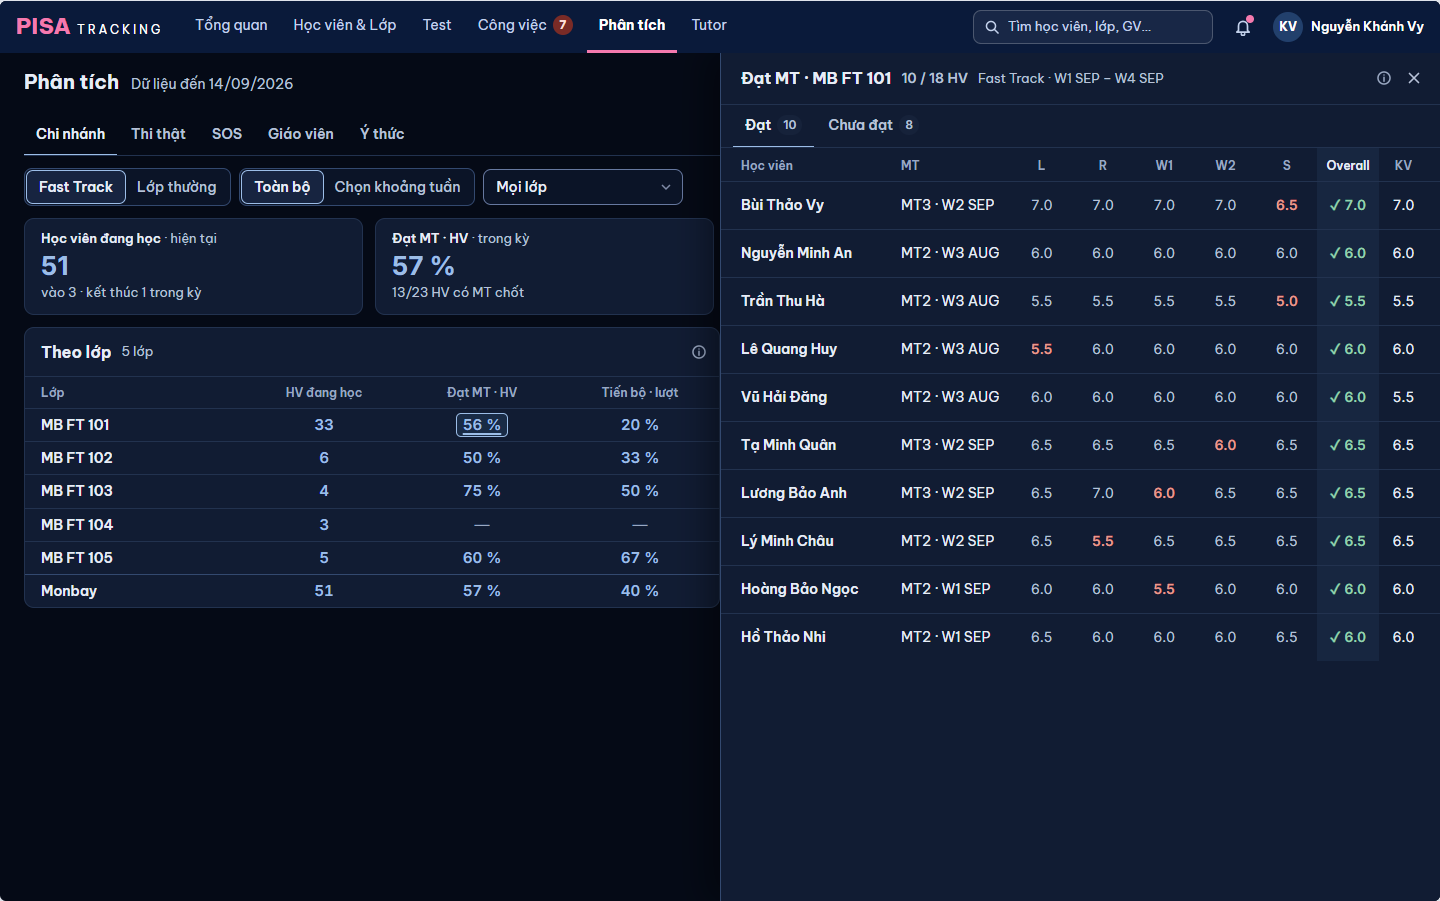 PISA TRACKING Tổng quan Học viên & Lớp Test Công việc 7 Phân tích Tutor Tìm học viên, lớp, GV... KV Nguyễn Khánh Vy
Phân tích Dữ liệu đến 14/09/2026
Chi nhánh Thi thật SOS Giáo viên Ý thức
Fast Track Lớp thường Toàn bộ Chọn khoảng tuần Mọi lớp
Học viên đang học · hiện tại
51
vào 3 · kết thúc 1 trong kỳ
Đạt MT · HV · trong kỳ
57 %
13/23 HV có MT chốt
Theo lớp 5 lớp
Lớp HV đang học Đạt MT · HV Tiến bộ · lượt
MB FT 101 33 56 % 20 %
MB FT 102 6 50 % 33 %
MB FT 103 4 75 % 50 %
MB FT 104 3 — —
MB FT 105 5 60 % 67 %
Monbay 51 57 % 40 %
Đạt MT · MB FT 101 10 / 18 HV Fast Track · W1 SEP – W4 SEP
Đạt 10 Chưa đạt 8
Học viên MT L R W1 W2 S Overall KV
Bùi Thảo Vy MT3 · W2 SEP 7.0 7.0 7.0 7.0 6.5 ✓ 7.0 7.0
Nguyễn Minh An MT2 · W3 AUG 6.0 6.0 6.0 6.0 6.0 ✓ 6.0 6.0
Trần Thu Hà MT2 · W3 AUG 5.5 5.5 5.5 5.5 5.0 ✓ 5.5 5.5
Lê Quang Huy MT2 · W3 AUG 5.5 6.0 6.0 6.0 6.0 ✓ 6.0 6.0
Vũ Hải Đăng MT2 · W3 AUG 6.0 6.0 6.0 6.0 6.0 ✓ 6.0 5.5
Tạ Minh Quân MT3 · W2 SEP 6.5 6.5 6.5 6.0 6.5 ✓ 6.5 6.5
Lương Bảo Anh MT3 · W2 SEP 6.5 7.0 6.0 6.5 6.5 ✓ 6.5 6.5
Lý Minh Châu MT2 · W2 SEP 6.5 5.5 6.5 6.5 6.5 ✓ 6.5 6.5
Hoàng Bảo Ngọc MT2 · W1 SEP 6.0 6.0 5.5 6.0 6.0 ✓ 6.0 6.0
Hồ Thảo Nhi MT2 · W1 SEP 6.5 6.0 6.0 6.0 6.5 ✓ 6.0 6.0